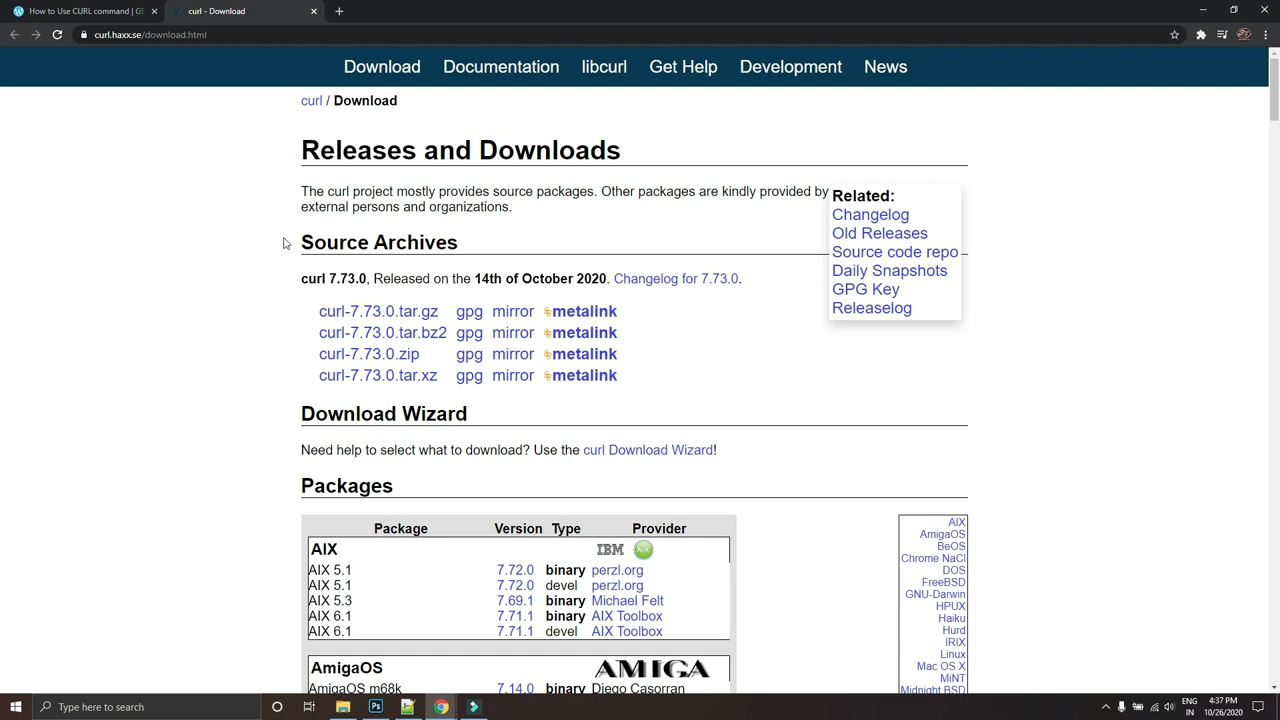 How to Use CURL command | GE
curl - Download
curl.haxx.se/download.html
Download Documentation libcurl Get Help Development News
curl / Download
Releases and Downloads
The curl project mostly provides source packages. Other packages are kindly provided by
external persons and organizations.
Related:
Changelog
Old Releases
Source code repo
Daily Snapshots
GPG Key
Releaselog
Source Archives
curl 7.73.0, Released on the 14th of October 2020. Changelog for 7.73.0.
curl-7.73.0.tar.gz gpg mirror metalink
curl-7.73.0.tar.bz2 gpg mirror metalink
curl-7.73.0.zip gpg mirror metalink
curl-7.73.0.tar.xz gpg mirror metalink
Download Wizard
Need help to select what to download? Use the curl Download Wizard!
Packages
Package Version Type Provider
AIX IBM AIX
AIX 5.1 7.72.0 binary perzl.org
AIX 5.1 7.72.0 devel perzl.org
AIX 5.3 7.69.1 binary Michael Felt
AIX 6.1 7.71.1 binary AIX Toolbox
AIX 6.1 7.71.1 devel AIX Toolbox
AmigaOS AMIGA
AmigaOS m68k 7.14.0 binary Diego Casorran
AIX
AmigaOS
BeOS
Chrome NaCl
DOS
FreeBSD
GNU-Darwin
HPUX
Haiku
Hurd
IRIX
Linux
Mac OS X
MiNT
Midnight BSD
Type here to search
Ps
ENG
IN
4:37 PM
10/26/2020